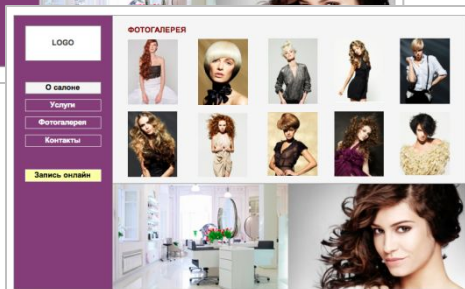 LOGO
ФОТОГАЛЕРЕЯ
О салоне
Услуги
Фотогалерея
Контакты
Запись онлайн